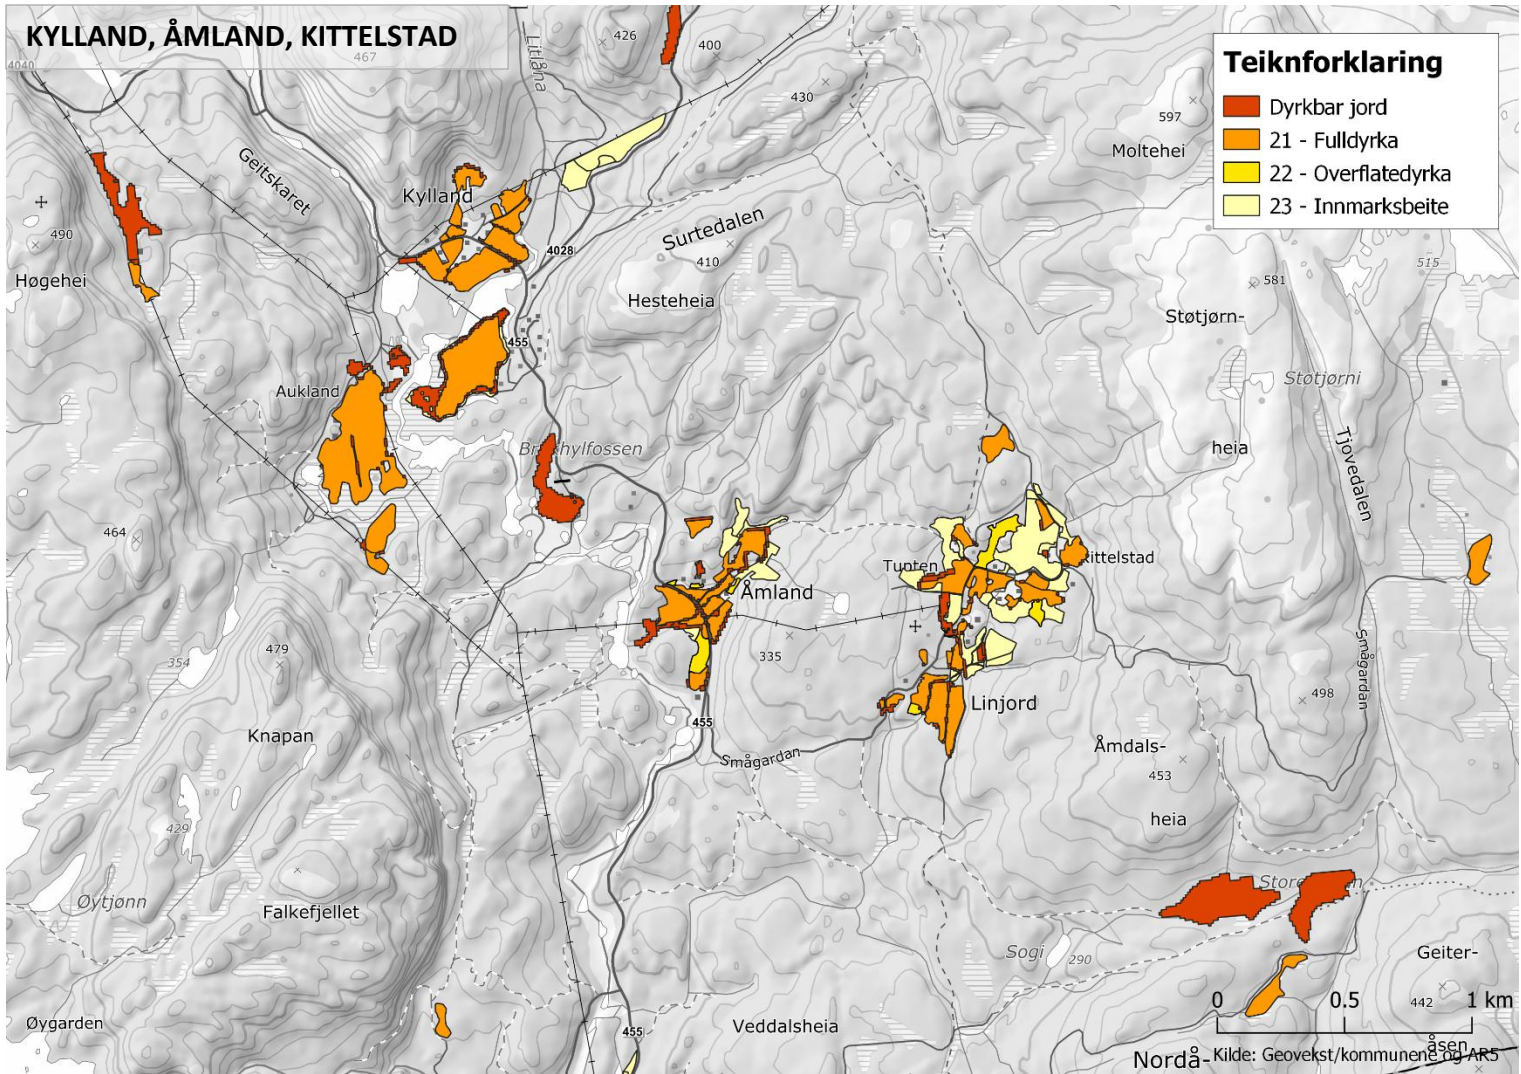 KYLLAND, ÅMLAND, KITTELSTAD
Teiknforklaring
Dyrkbar jord
21 - Fulldyrka
22 - Overflatedyrka
23 - Innmarksbeite
4040
467
Litlåna
426
400
430
597
Moltehei
Geitskaret
Kylland
490
Høgehei
4028
Surtedalen
410
Hesteheia
515
581
Støtjørn-
455
Aukland
Støtjørni
heia
Tjovedalen
464
Tunten
Åmland
335
479
354
Linjord
498
Smågardan
455
Knapan
Smågardan
Åmdals-
453
heia
429
Øytjønn
Falkefjellet
Sogi
290
Geiter-
442
0 0.5 1 km
Øygarden
455
Veddalsheia
åsen
Nordå-
Kilde: Geovekst/kommunene og AR5